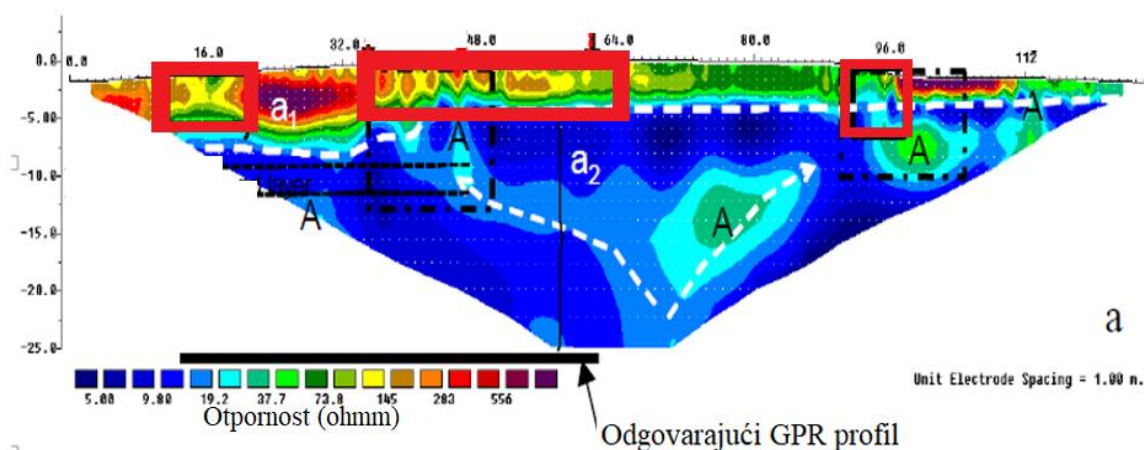 0.0 16.0 32.0 48.0 64.0 80.0 96.0 112
0.0
-5.00
-10.0
-15.0
-20.0
-25.0
a1
a2
A
A
A
A
A
layer
a
5.00 9.80 19.2 37.7 73.8 145 283 556
Unit Electrode Spacing = 1.00 m.
Otpornost (ohmm)
Odgovarajući GPR profil